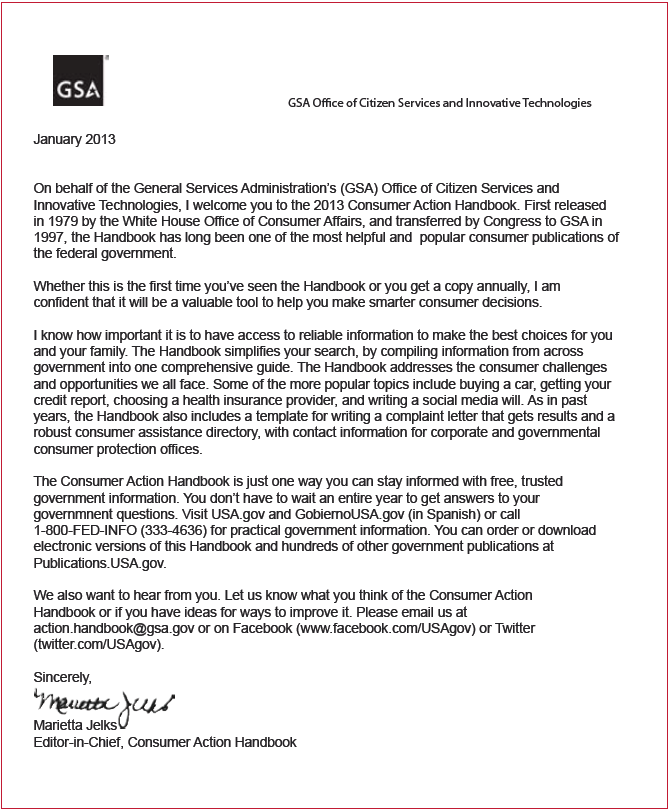 GSA
GSA Office of Citizen Services and Innovative Technologies
January 2013
On behalf of the General Services Administration's (GSA) Office of Citizen Services and
Innovative Technologies, I welcome you to the 2013 Consumer Action Handbook. First released
in 1979 by the White House Office of Consumer Affairs, and transferred by Congress to GSA in
1997, the Handbook has long been one of the most helpful and popular consumer publications of
the federal government.
Whether this is the first time you've seen the Handbook or you get a copy annually, I am
confident that it will be a valuable tool to help you make smarter consumer decisions.
I know how important it is to have access to reliable information to make the best choices for you
and your family. The Handbook simplifies your search, by compiling information from across
government into one comprehensive guide. The Handbook addresses the consumer challenges
and opportunities we all face. Some of the more popular topics include buying a car, getting your
credit report, choosing a health insurance provider, and writing a social media will. As in past
years, the Handbook also includes a template for writing a complaint letter that gets results and a
robust consumer assistance directory, with contact information for corporate and governmental
consumer protection offices.
The Consumer Action Handbook is just one way you can stay informed with free, trusted
government information. You don't have to wait an entire year to get answers to your
governmnent questions. Visit USA.gov and GobiernoUSA.gov (in Spanish) or call
1-800-FED-INFO (333-4636) for practical government information. You can order or download
electronic versions of this Handbook and hundreds of other government publications at
Publications.USA.gov.
We also want to hear from you. Let us know what you think of the Consumer Action
Handbook or if you have ideas for ways to improve it. Please email us at
action.handbook@gsa.gov or on Facebook (www.facebook.com/USAgov) or Twitter
(twitter.com/USAgov).
Sincerely,
Marietta Jelks
Marietta Jelks
Editor-in-Chief, Consumer Action Handbook